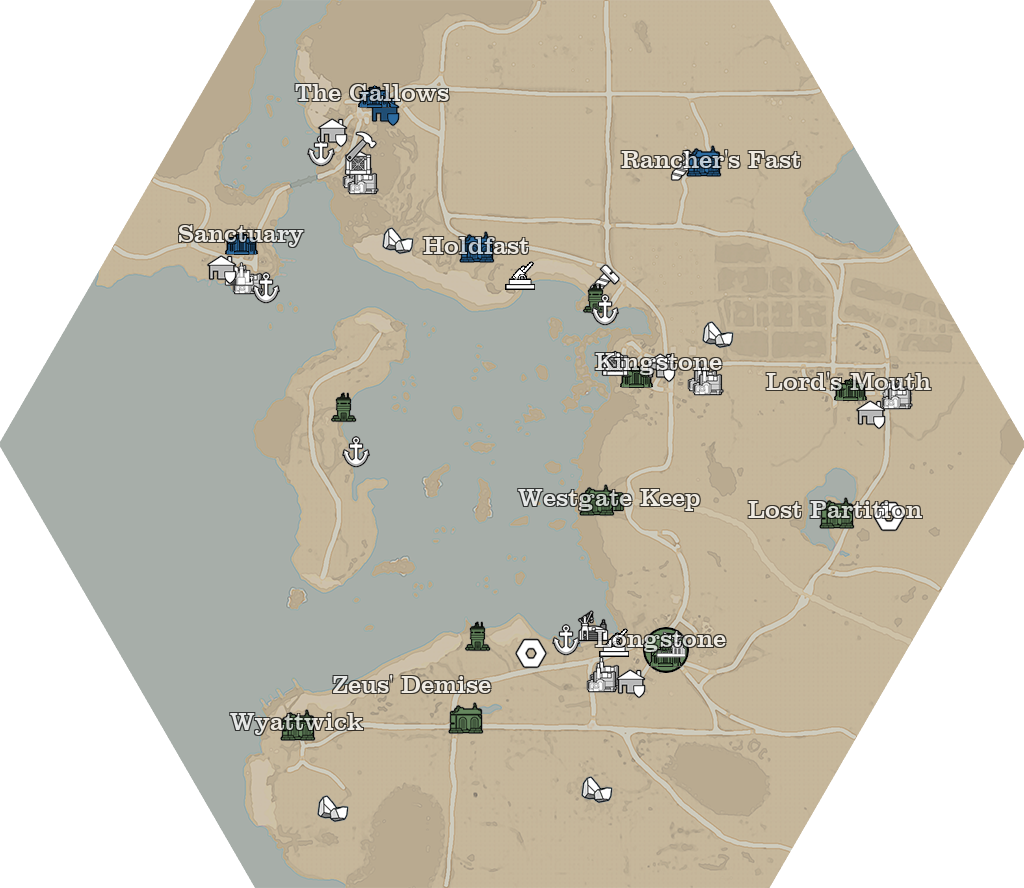 The Gallows
Rancher's Fast
Sanctuary
Holdfast
Kingstone
Lord's Mouth
Westgate Keep
Lost Partition
Longstone
Zeus' Demise
Wyattwick